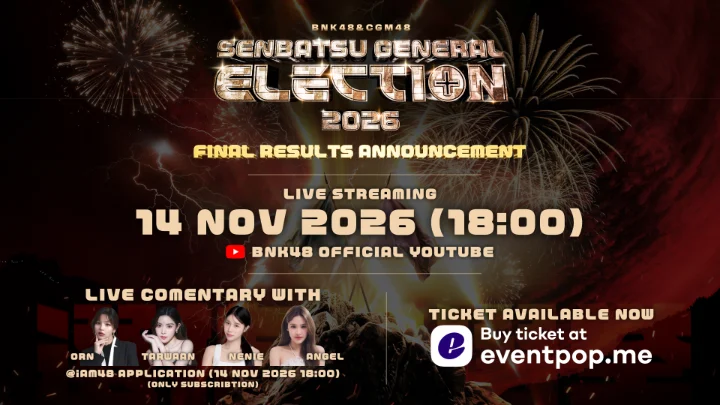 BNK48&CGM48
SENBATSU GENERAL
ELECTION
2026
FINAL RESULTS ANNOUNCEMENT
LIVE STREAMING
14 NOV 2026 (18:00)
BNK48 OFFICIAL YOUTUBE
LIVE COMENTARY WITH
ORN TARWAAN NENIE ANGEL
@iAM48 APPLICATION (14 NOV 2026 18:00)
(ONLY SUBSCRIBTION)
TICKET AVAILABLE NOW
e
Buy ticket at
eventpop.me